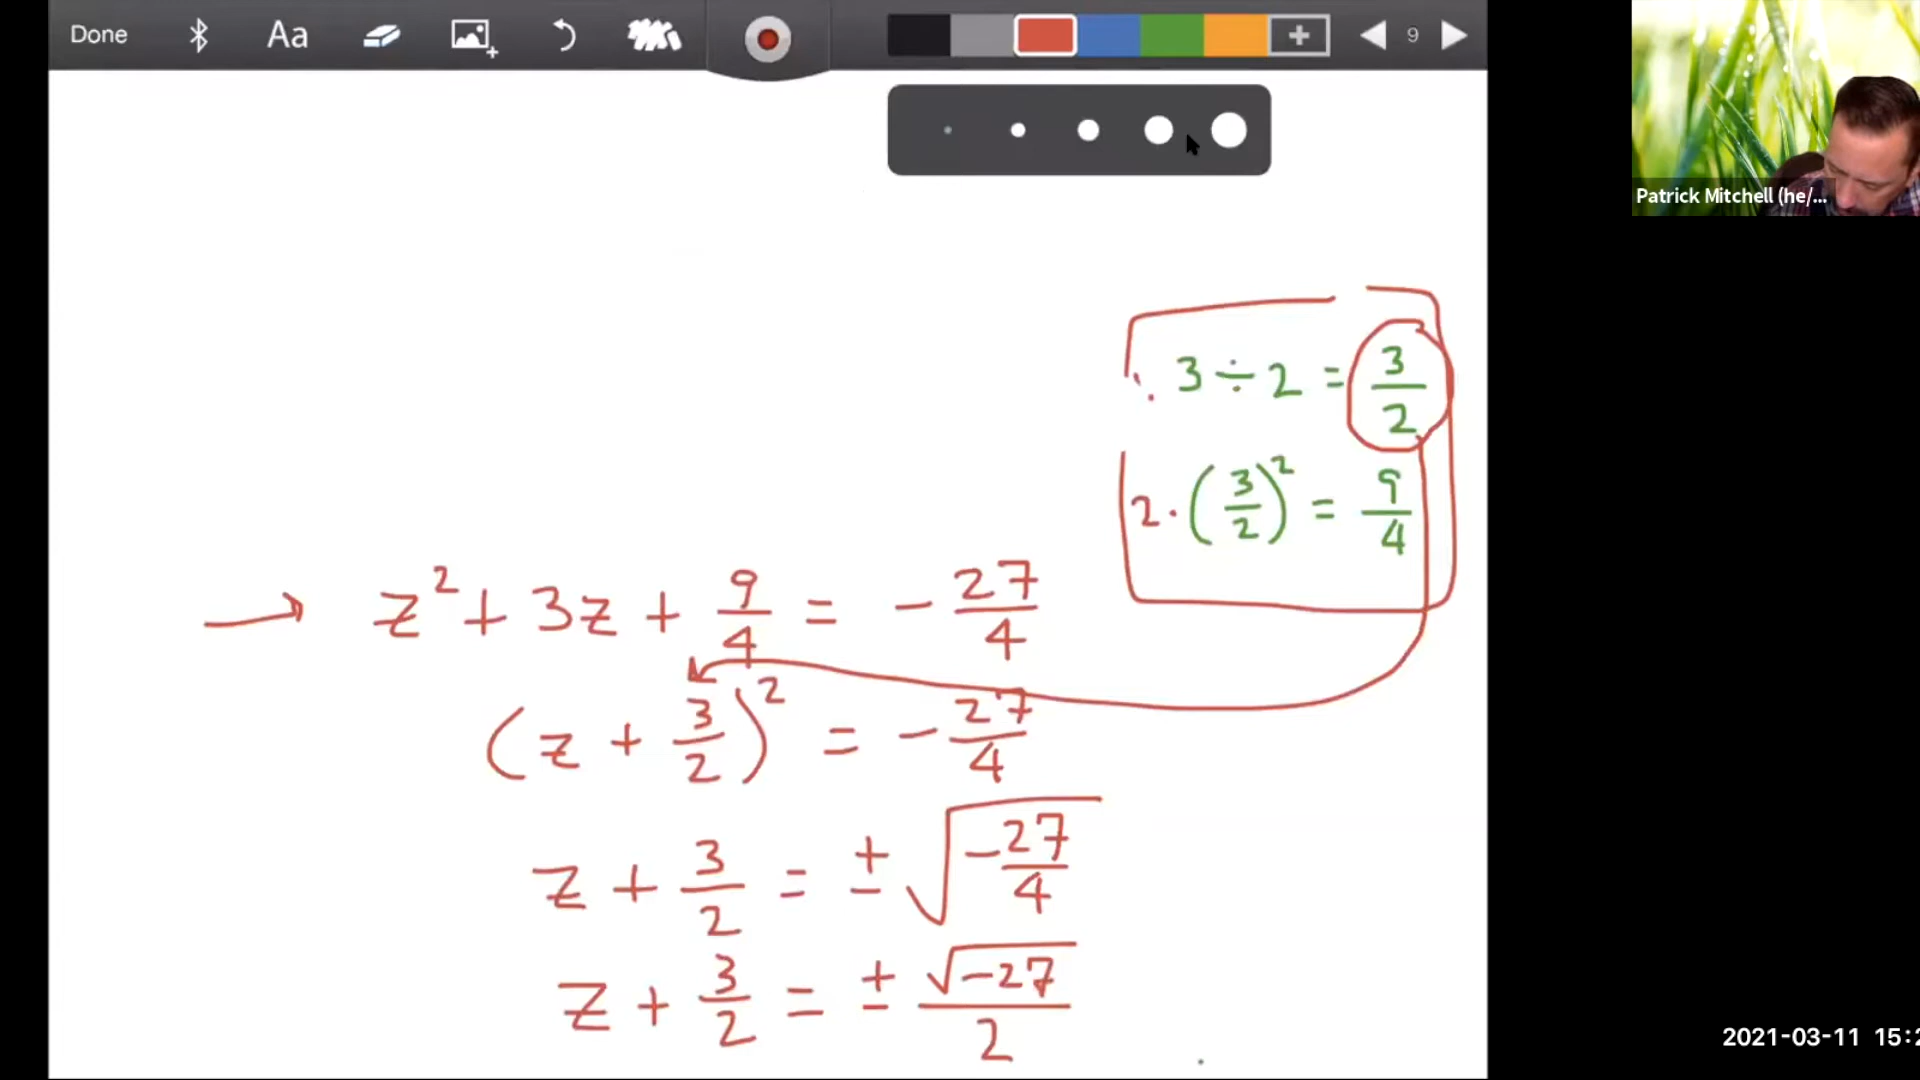 Done Aa 9
Patrick Mitchell (he/...
. 3 ÷ 2 = 3/2
2. (3/2)² = 9/4
→ z² + 3z + 9/4 = - 27/4
(z + 3/2)² = - 27/4
z + 3/2 = ± √(-27/4)
z + 3/2 = ± √-27/2
2021-03-11 15:2